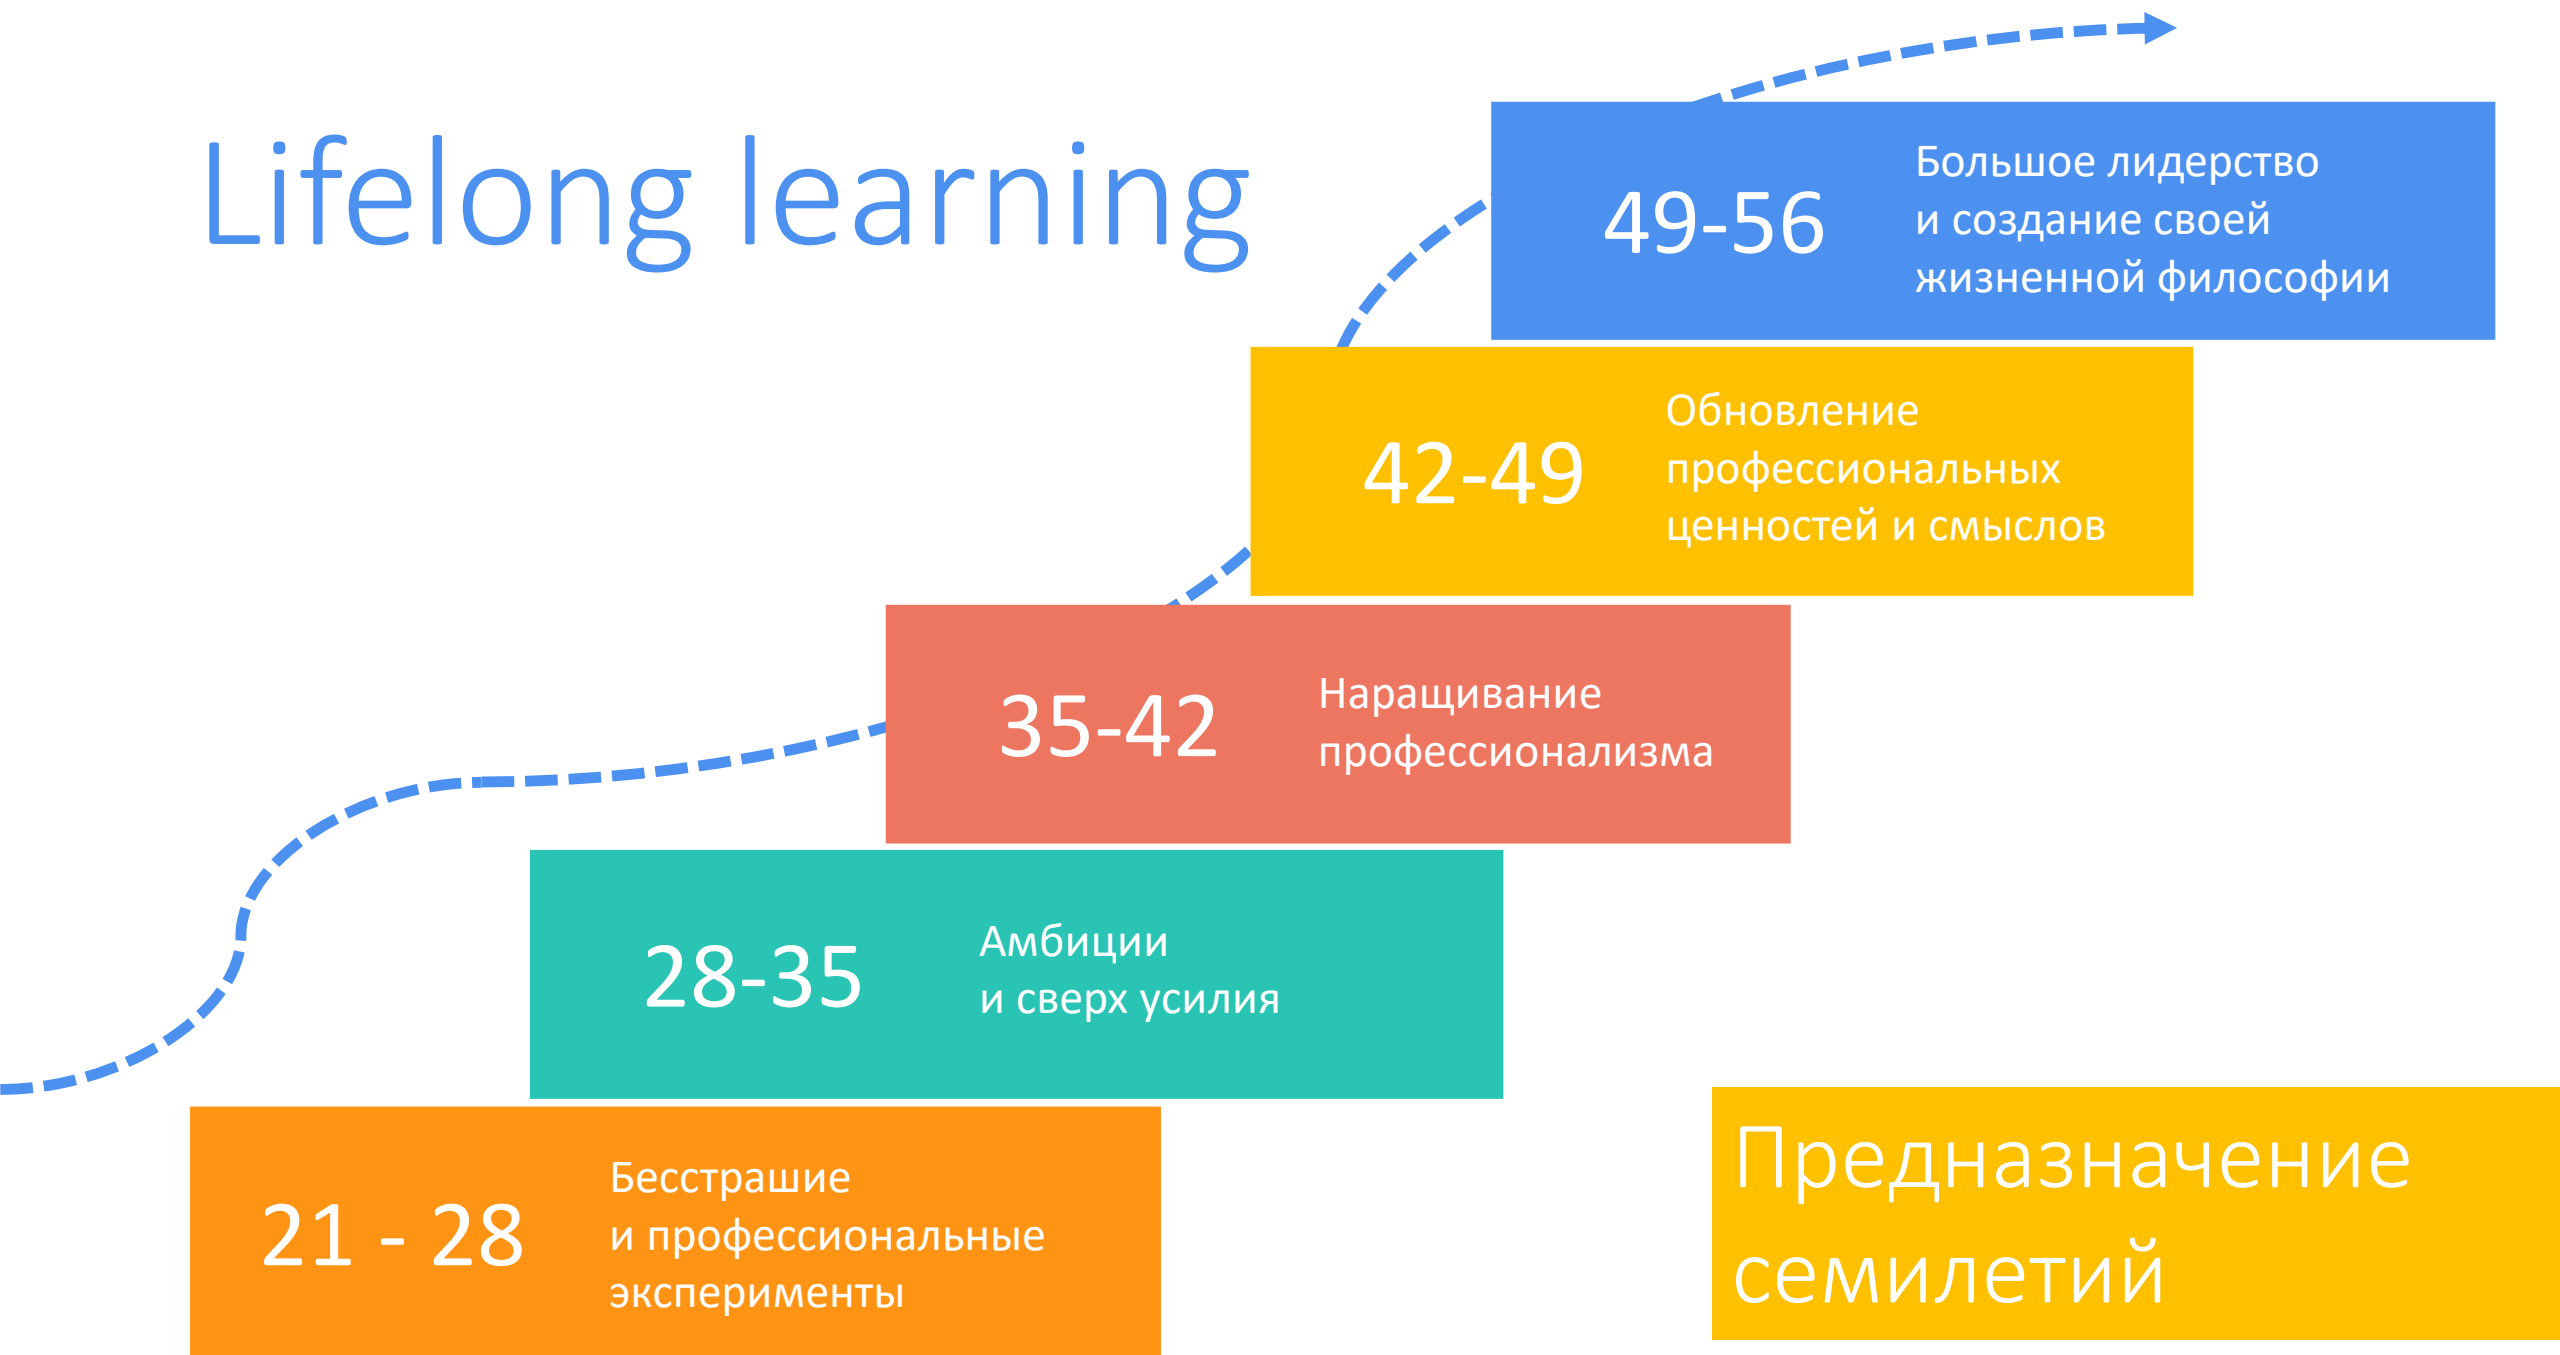 Lifelong learning
49-56
Большое лидерство
и создание своей
жизненной философии
42-49
Обновление
профессиональных
ценностей и смыслов
35-42
Наращивание
профессионализма
28-35
Амбиции
и сверх усилия
21 - 28
Бесстрашие
и профессиональные
эксперименты
Предназначение
семилетий